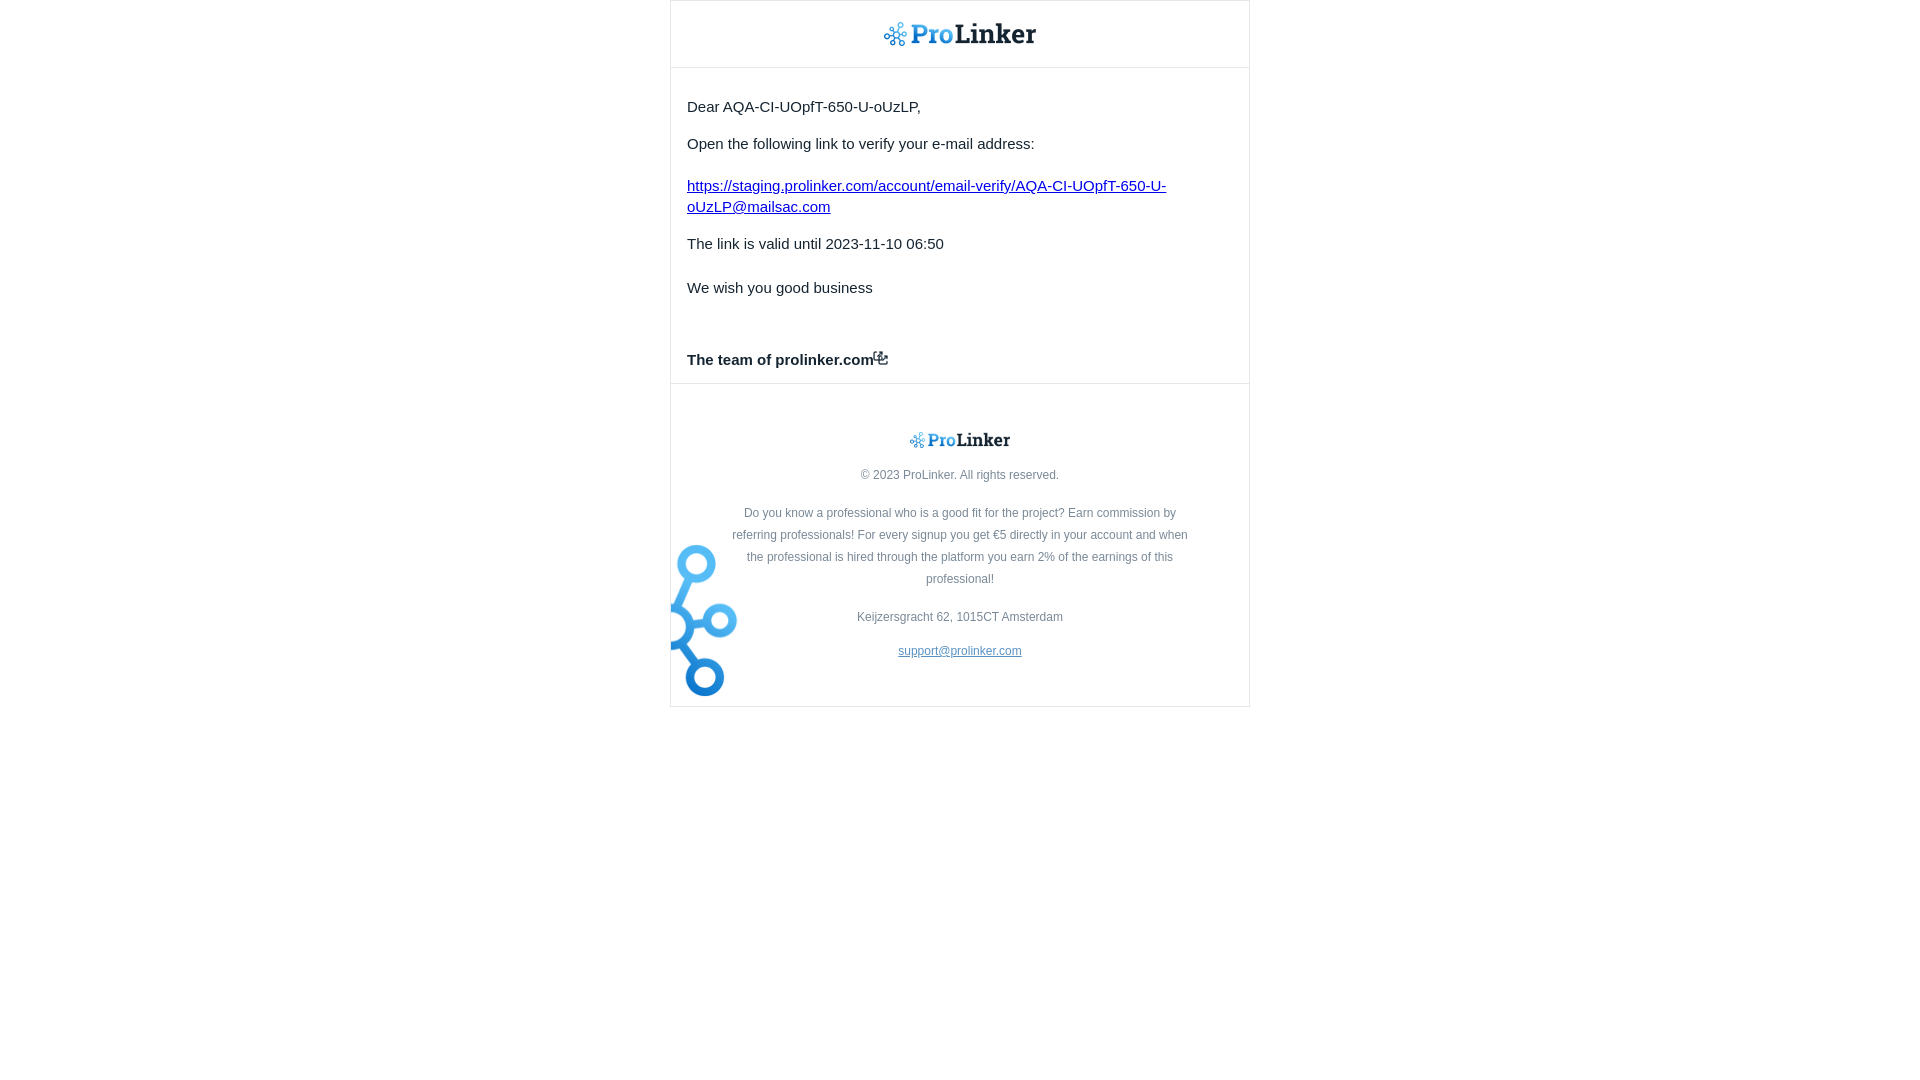 ProLinker
Dear AQA-CI-UOpfT-650-U-oUzLP,
Open the following link to verify your e-mail address:
https://staging.prolinker.com/account/email-verify/AQA-CI-UOpfT-650-U-
oUzLP@mailsac.com
The link is valid until 2023-11-10 06:50
We wish you good business
The team of prolinker.com
ProLinker
© 2023 ProLinker. All rights reserved.
Do you know a professional who is a good fit for the project? Earn commission by
referring professionals! For every signup you get €5 directly in your account and when
the professional is hired through the platform you earn 2% of the earnings of this
professional!
Keijzersgracht 62, 1015CT Amsterdam
support@prolinker.com